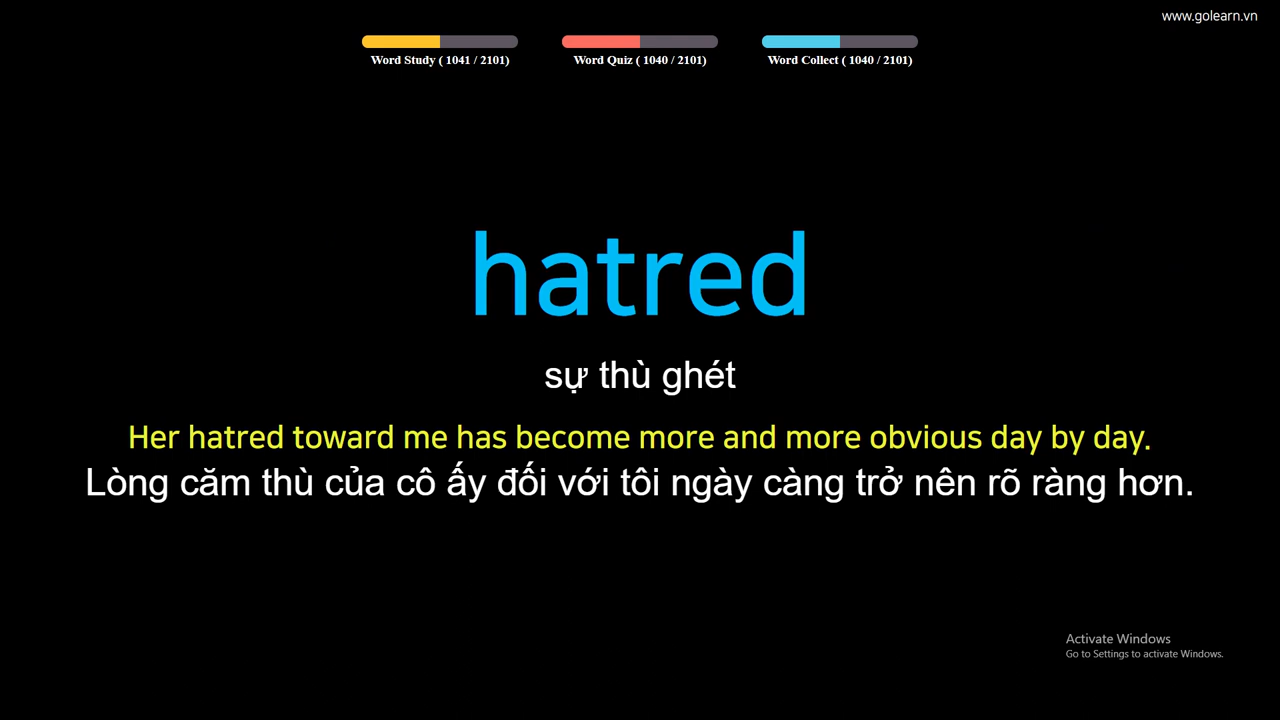 www.golearn.vn
Word Study ( 1041 / 2101)
Word Quiz ( 1040 / 2101)
Word Collect ( 1040 / 2101)
hatred
sự thù ghét
Her hatred toward me has become more and more obvious day by day.
Lòng căm thù của cô ấy đối với tôi ngày càng trở nên rõ ràng hơn.
Activate Windows
Go to Settings to activate Windows.